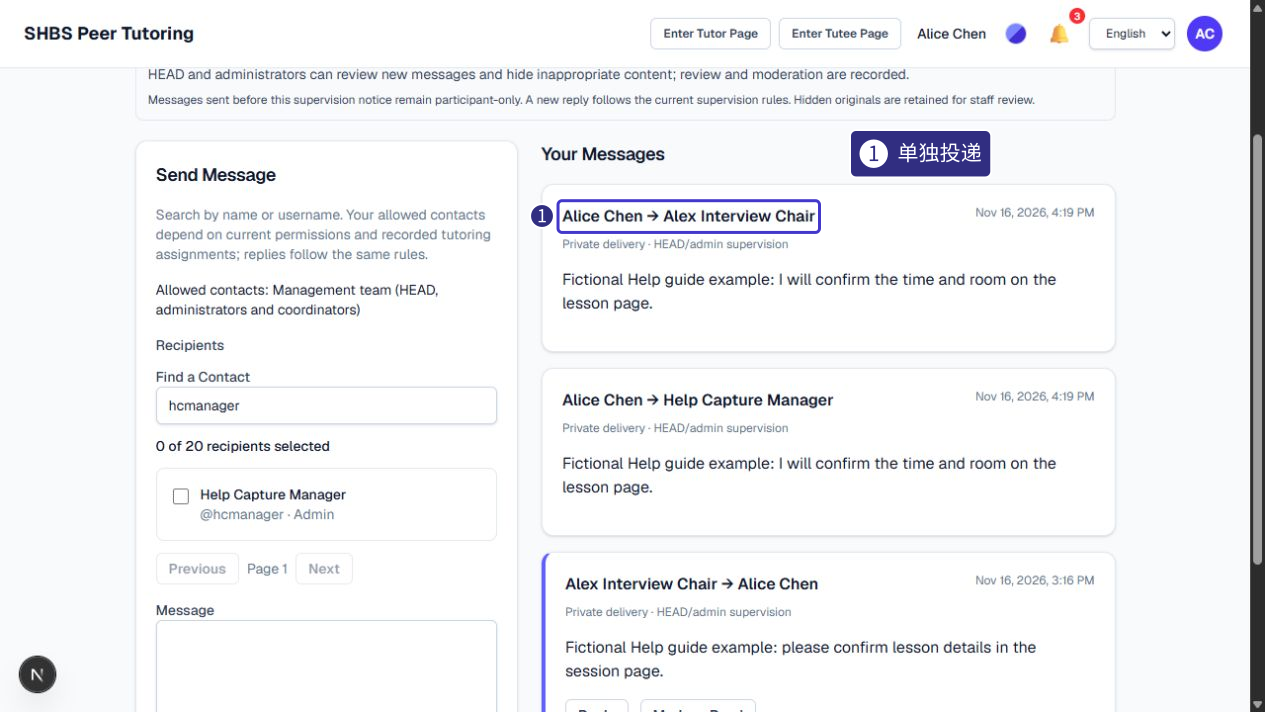 SHBS Peer Tutoring
Enter Tutor Page
Enter Tutee Page
Alice Chen
3
English
AC
HEAD and administrators can review new messages and hide inappropriate content; review and moderation are recorded.
Messages sent before this supervision notice remain participant-only. A new reply follows the current supervision rules. Hidden originals are retained for staff review.
Send Message
Search by name or username. Your allowed contacts
depend on current permissions and recorded tutoring
assignments; replies follow the same rules.
Allowed contacts: Management team (HEAD,
administrators and coordinators)
Recipients
Find a Contact
hcmanager
0 of 20 recipients selected
Help Capture Manager
@hcmanager · Admin
Previous
Page 1
Next
Message
N
Your Messages
1 单独投递
1
Alice Chen → Alex Interview Chair
Nov 16, 2026, 4:19 PM
Private delivery · HEAD/admin supervision
Fictional Help guide example: I will confirm the time and room on the
lesson page.
Alice Chen → Help Capture Manager
Nov 16, 2026, 4:19 PM
Private delivery · HEAD/admin supervision
Fictional Help guide example: I will confirm the time and room on the
lesson page.
Alex Interview Chair → Alice Chen
Nov 16, 2026, 3:16 PM
Private delivery · HEAD/admin supervision
Fictional Help guide example: please confirm lesson details in the
session page.